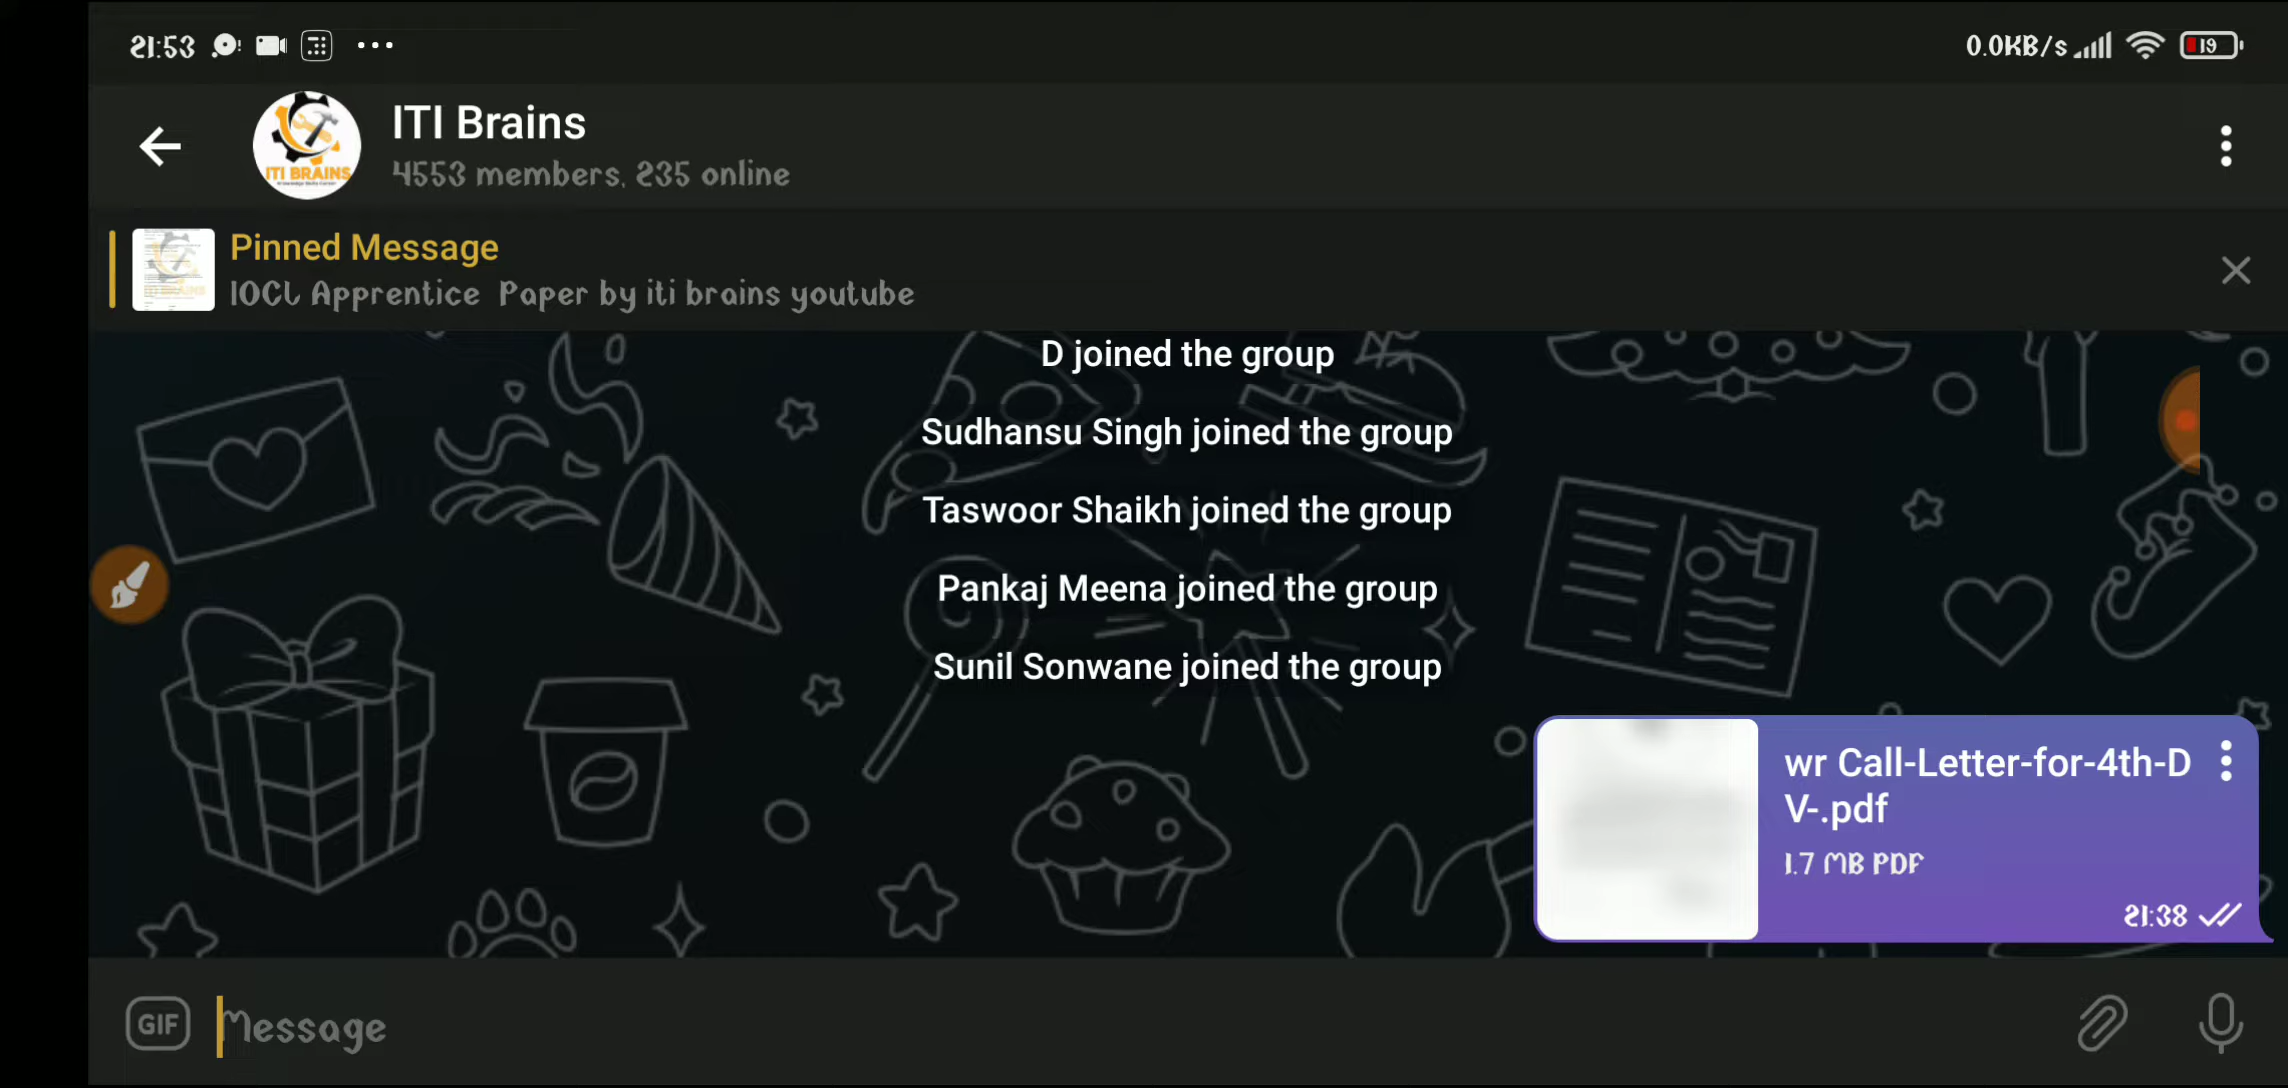 21:53
0.0KB/s
19
ITI Brains
ITI BRAINS
4553 members, 235 online
Pinned Message
IOCL Apprentice Paper by iti brains youtube
D joined the group
Sudhansu Singh joined the group
Taswoor Shaikh joined the group
Pankaj Meena joined the group
Sunil Sonwane joined the group
wr Call-Letter-for-4th-D
V-.pdf
1.7 MB PDF
21:38
GIF
Message